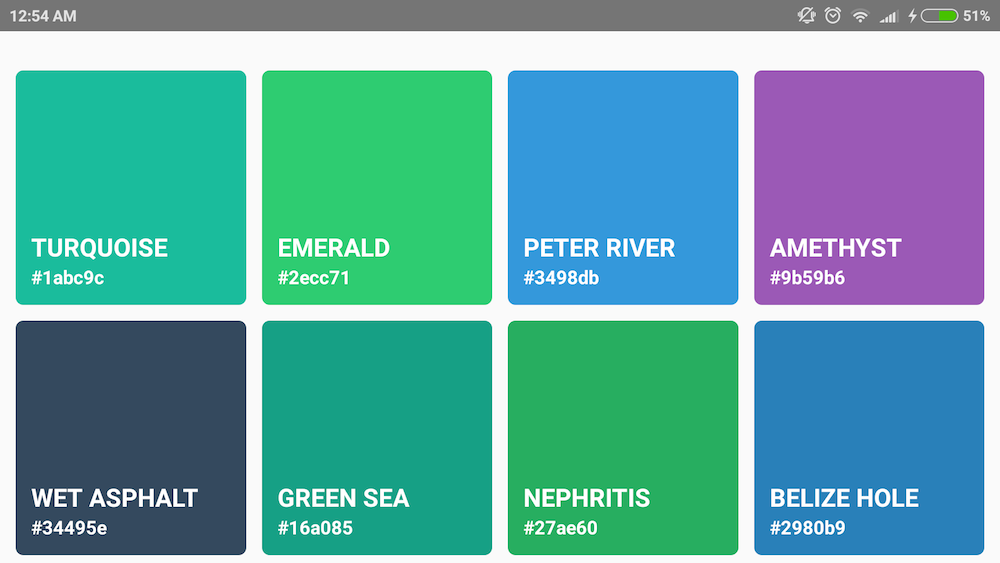 12:54 AM 51%
TURQUOISE
#1abc9c
EMERALD
#2ecc71
PETER RIVER
#3498db
AMETHYST
#9b59b6
WET ASPHALT
#34495e
GREEN SEA
#16a085
NEPHRITIS
#27ae60
BELIZE HOLE
#2980b9